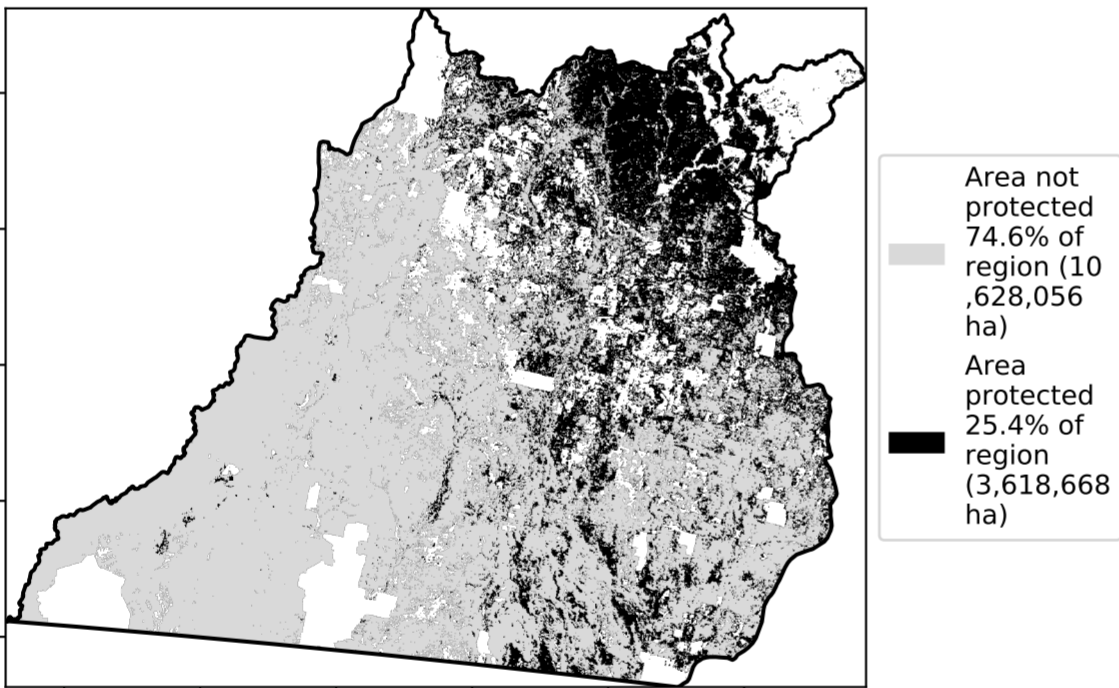 Area not
protected
74.6% of
region (10
,628,056
ha)
Area
protected
25.4% of
region
(3,618,668
ha)